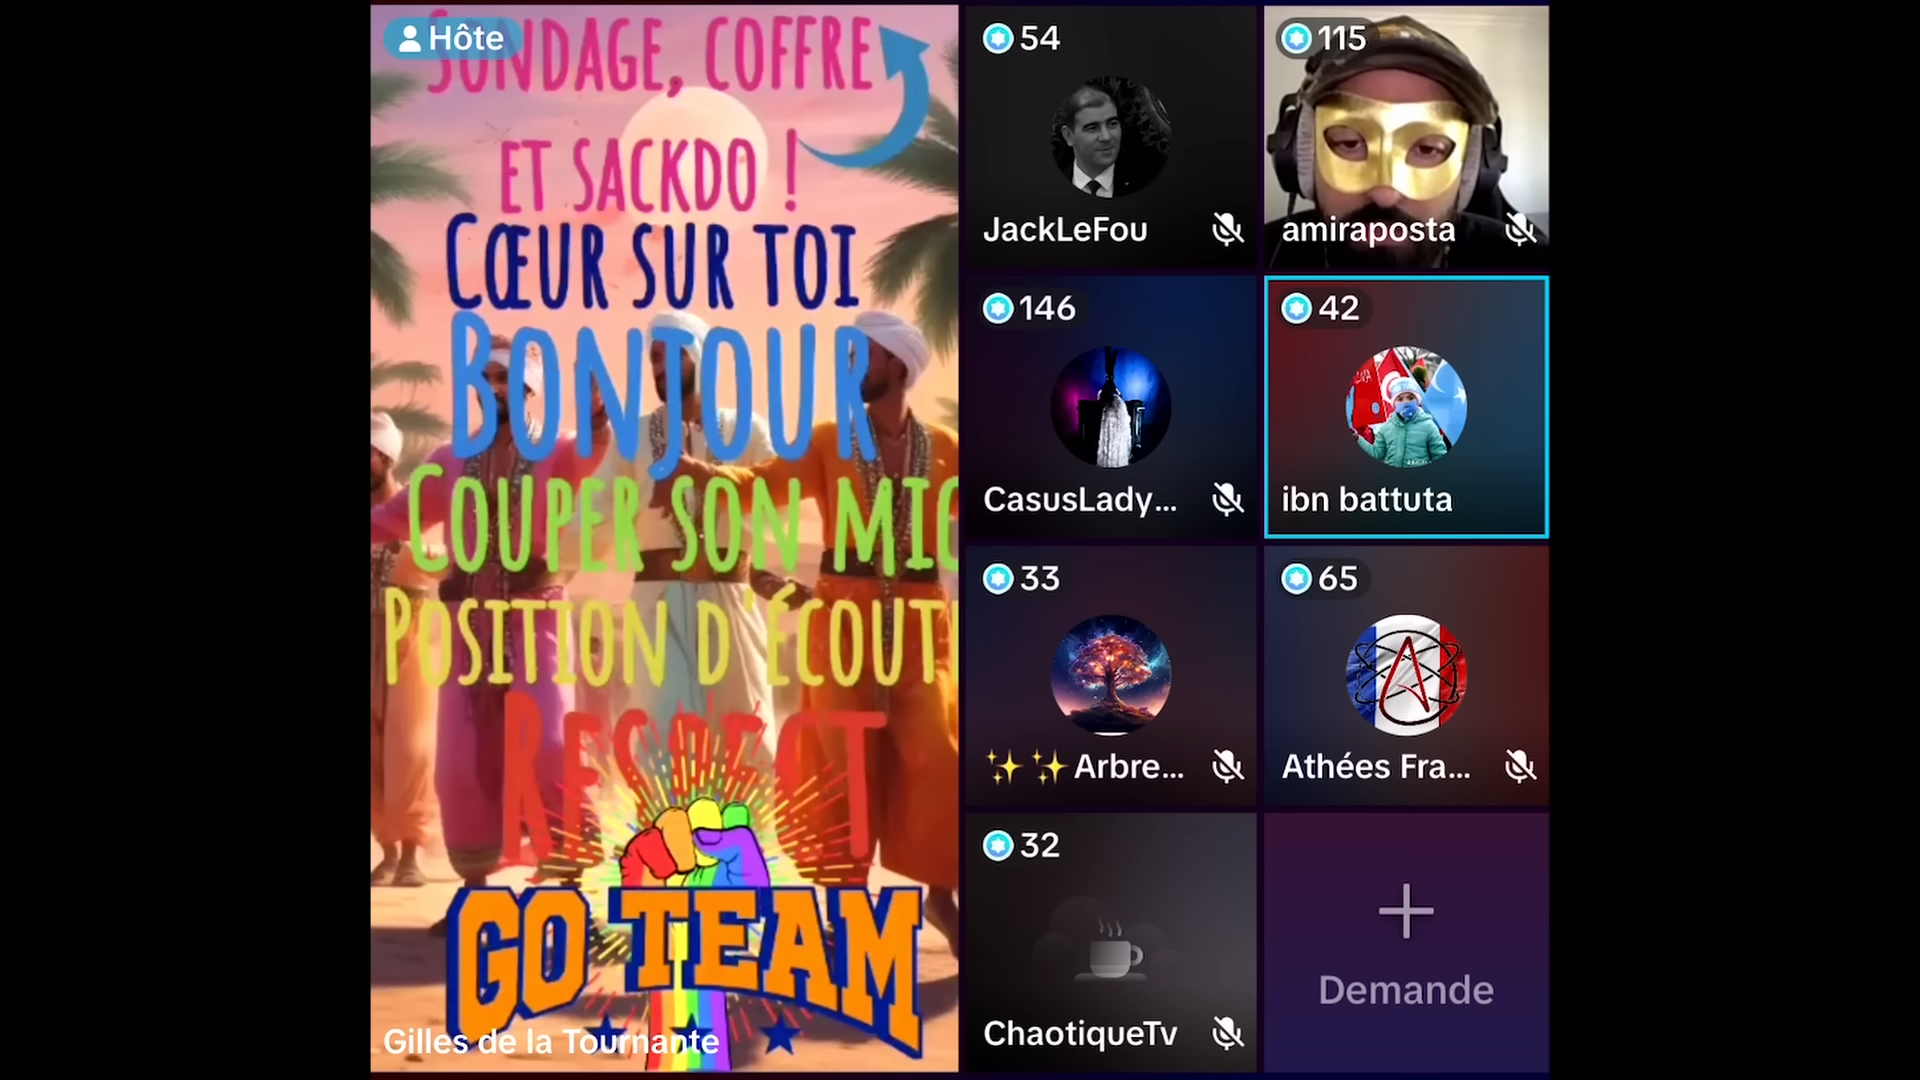 Hôte
SONDAGE, COFFRE
ET SACKDO !
CŒUR SUR TOI
BONJOUR
COUPER SON MIC
POSITION D'ÉCOUT
RESPECT
GO TEAM
Gilles de la Tournante
54
JackLeFou
115
amiraposta
146
CasusLady...
42
ibn battuta
33
✨✨Arbre...
65
Athées Fra...
32
ChaotiqueTv
Demande